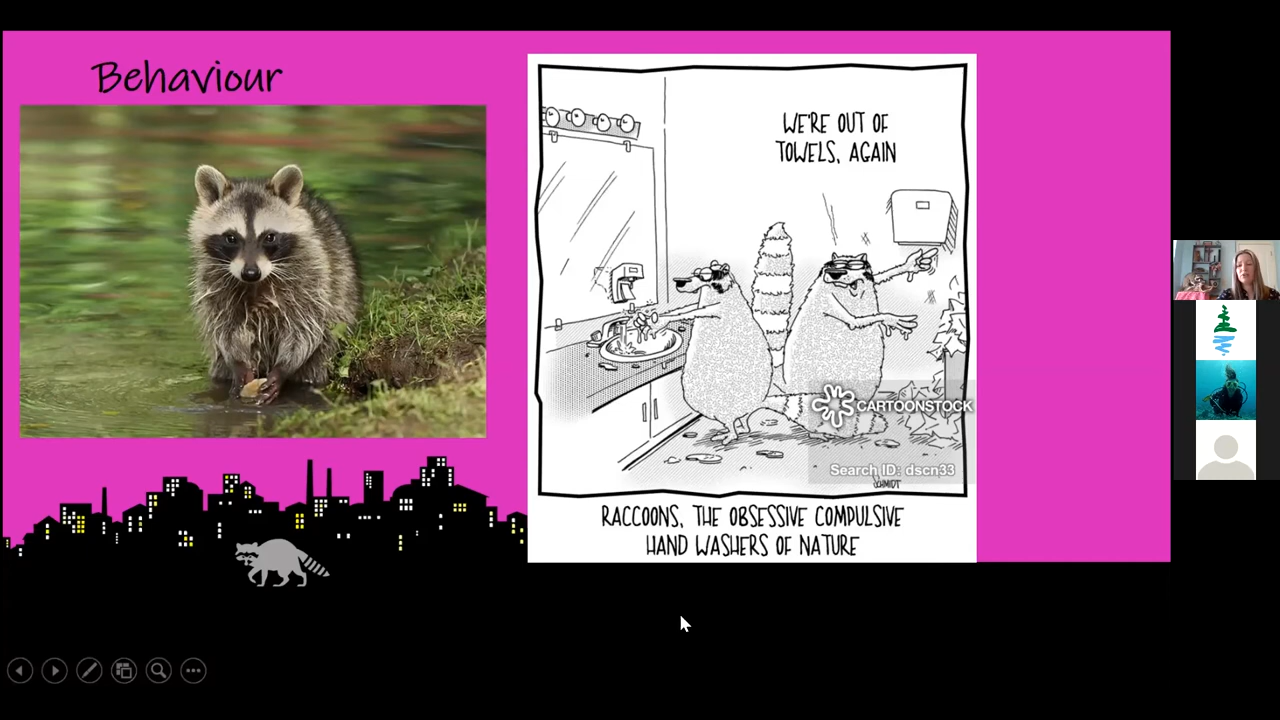 Behaviour
WE'RE OUT OF
TOWELS, AGAIN
CARTOONSTOCK
Search ID: dscn33
SCHMIDT
RACCOONS, THE OBSESSIVE COMPULSIVE
HAND WASHERS OF NATURE